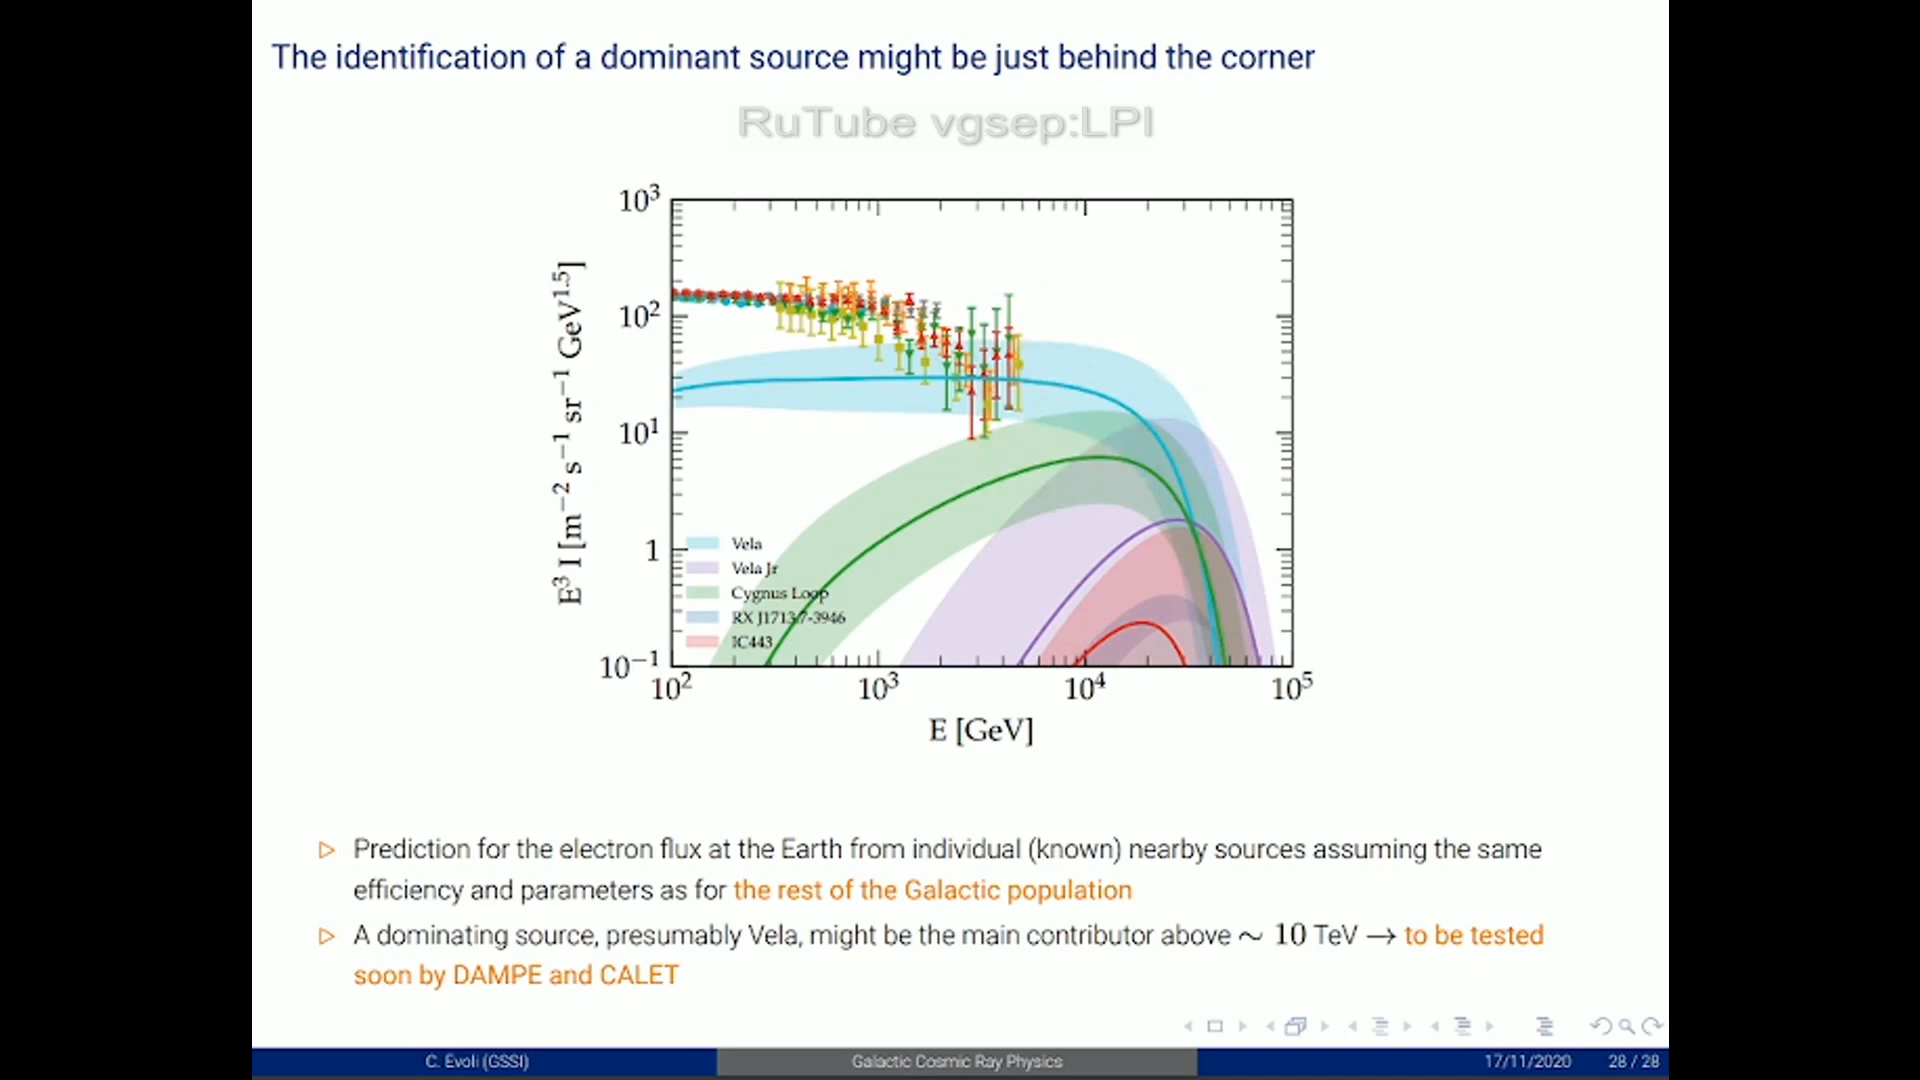 The identification of a dominant source might be just behind the corner
RuTube vgsep:LPI
10³
10²
10¹
1
10⁻¹
E³ I [m⁻² s⁻¹ sr⁻¹ GeV¹·⁵]
Vela
Vela Jr
Cygnus Loop
RX J1713.7-3946
IC443
10² 10³ 10⁴ 10⁵
E [GeV]
▷ Prediction for the electron flux at the Earth from individual (known) nearby sources assuming the same
efficiency and parameters as for the rest of the Galactic population
▷ A dominating source, presumably Vela, might be the main contributor above ~ 10 TeV → to be tested
soon by DAMPE and CALET
C. Evoli (GSSI) Galactic Cosmic Ray Physics 17/11/2020 28 / 28